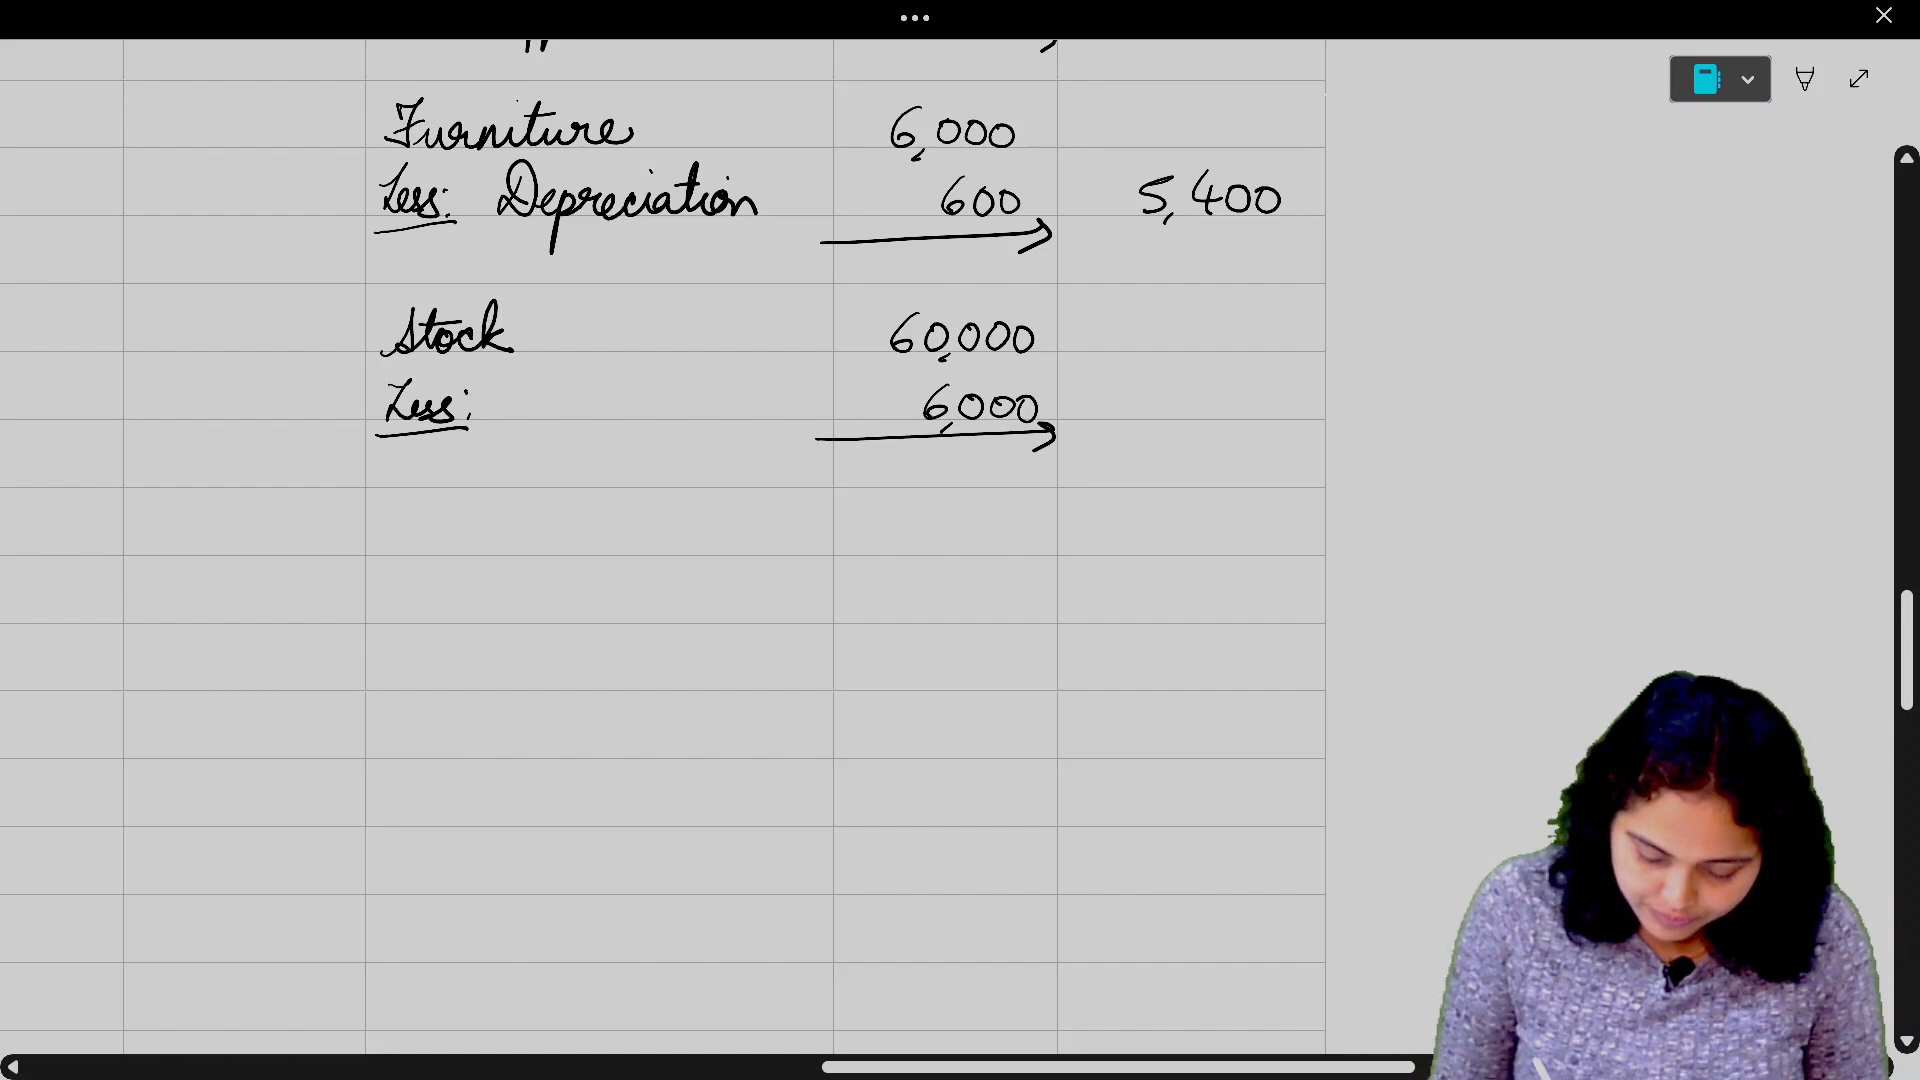 Furniture 6,000
Less: Depreciation 600 5,400
Stock 60,000
Less: 6,000